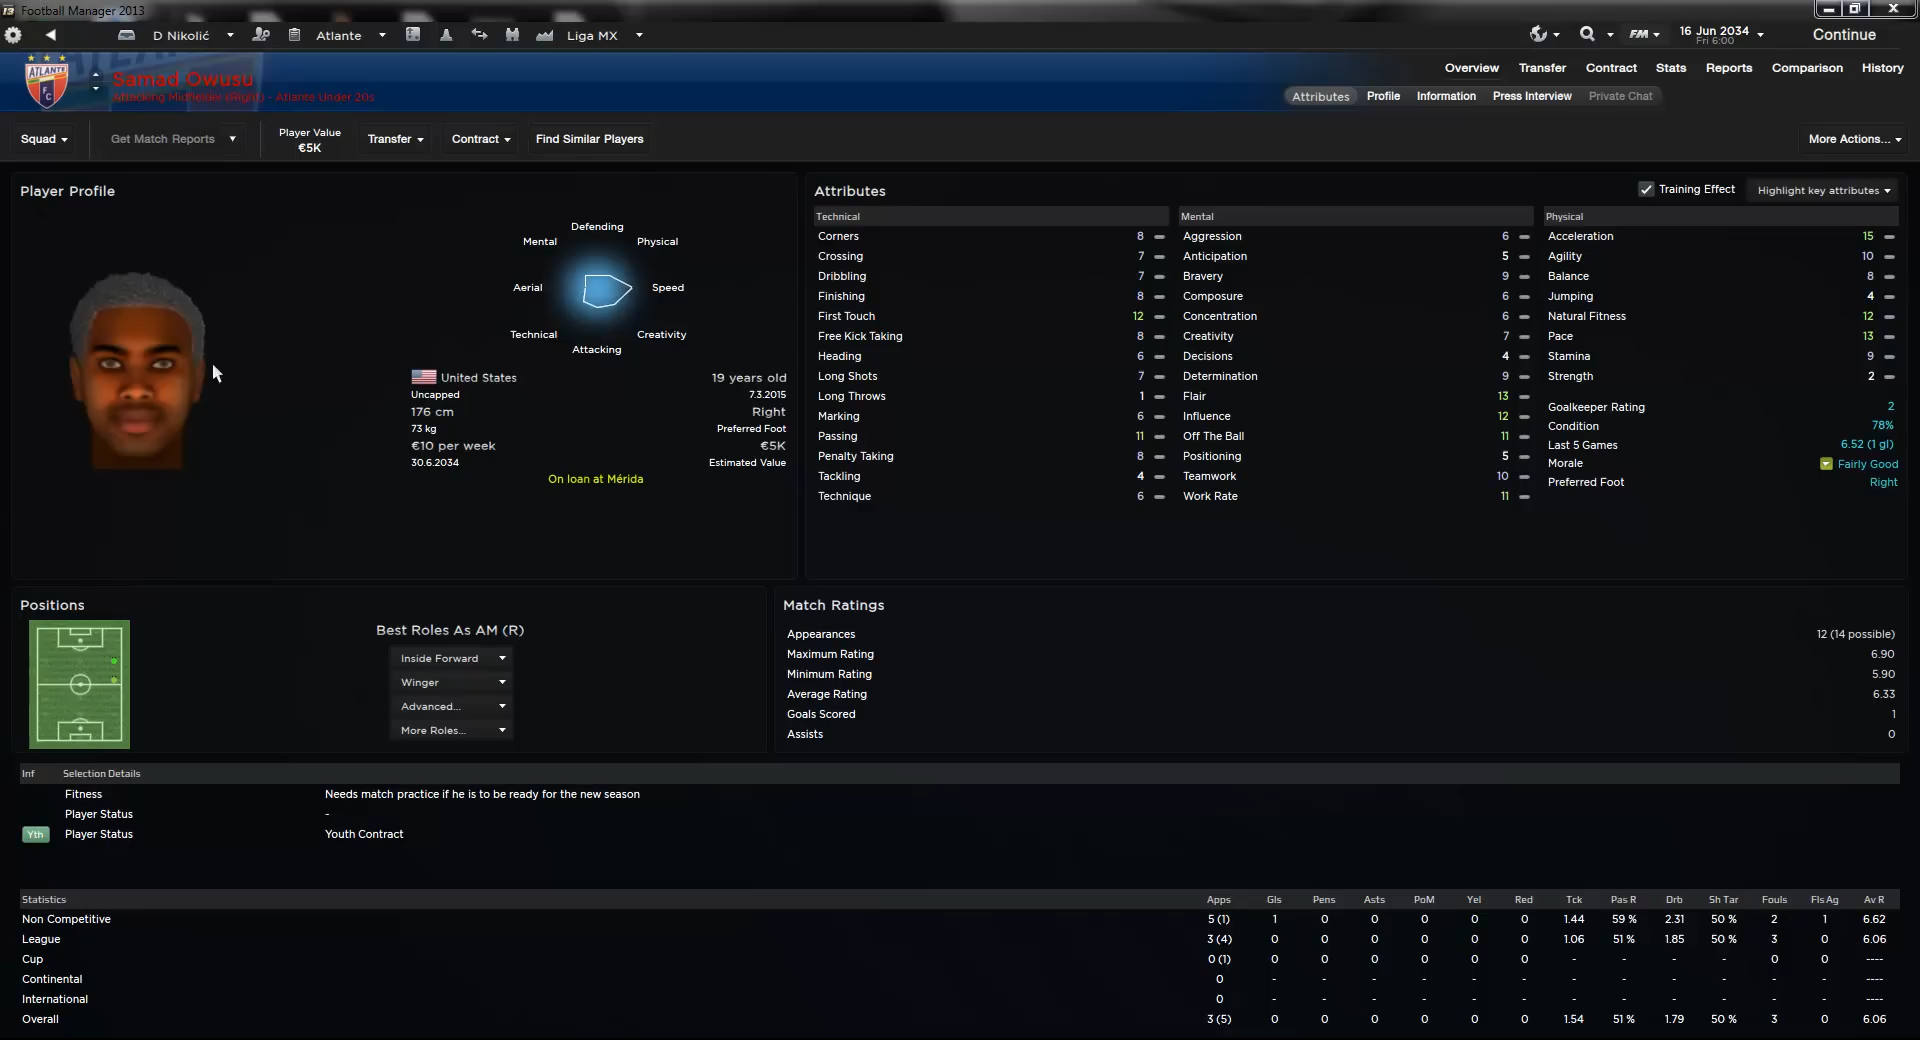 Football Manager 2013
D Nikolić Atlante Liga MX FM 16 Jun 2034 Continue
Fri 6:00
ATLANTE
F C
Samad Owusu
Attacking Midfielder (Right) - Atlante Under 20s
Overview Transfer Contract Stats Reports Comparison History
Attributes Profile Information Press Interview Private Chat
Squad Get Match Reports Player Value Transfer Contract Find Similar Players More Actions...
€5K
Player Profile
Defending
Mental Physical
Aerial Speed
Technical Creativity
Attacking
United States 19 years old
Uncapped 7.3.2015
176 cm Right
73 kg Preferred Foot
€10 per week €5K
30.6.2034 Estimated Value
On loan at Mérida
Attributes Training Effect Highlight key attributes
Technical Mental Physical
Corners 8 Aggression 6 Acceleration 15
Crossing 7 Anticipation 5 Agility 10
Dribbling 7 Bravery 9 Balance 8
Finishing 8 Composure 6 Jumping 4
First Touch 12 Concentration 6 Natural Fitness 12
Free Kick Taking 8 Creativity 7 Pace 13
Heading 6 Decisions 4 Stamina 9
Long Shots 7 Determination 9 Strength 2
Long Throws 1 Flair 13
Marking 6 Influence 12 Goalkeeper Rating 2
Passing 11 Off The Ball 11 Condition 78%
Penalty Taking 8 Positioning 5 Last 5 Games 6.52 (1 gl)
Tackling 4 Teamwork 10 Morale Fairly Good
Technique 6 Work Rate 11 Preferred Foot Right
Positions
Best Roles As AM (R)
Inside Forward
Winger
Advanced...
More Roles...
Match Ratings
Appearances 12 (14 possible)
Maximum Rating 6.90
Minimum Rating 5.90
Average Rating 6.33
Goals Scored 1
Assists 0
Inf Selection Details
Fitness Needs match practice if he is to be ready for the new season
Player Status -
Yth Player Status Youth Contract
Statistics Apps Gls Pens Asts PoM Yel Red Tck Pas R Drb Sh Tar Fouls Fls Ag Av R
Non Competitive 5 (1) 1 0 0 0 0 0 1.44 59 % 2.31 50 % 2 1 6.62
League 3 (4) 0 0 0 0 0 0 1.06 51 % 1.85 50 % 3 0 6.06
Cup 0 (1) 0 0 0 0 0 0 - - - - 0 0 ----
Continental 0 - - - - - - - - - - - - ----
International 0 - - - - - - - - - - - - ----
Overall 3 (5) 0 0 0 0 0 0 1.54 51 % 1.79 50 % 3 0 6.06